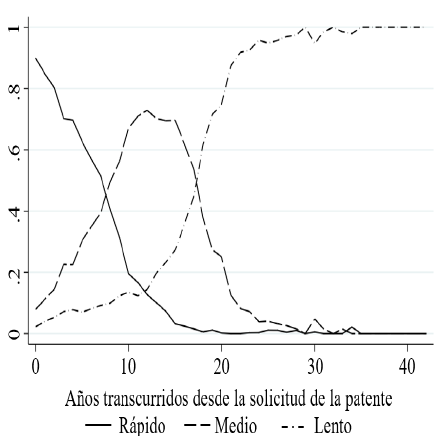 1
.8
.6
.4
.2
0
0 10 20 30 40
Años transcurridos desde la solicitud de la patente
Rápido Medio Lento